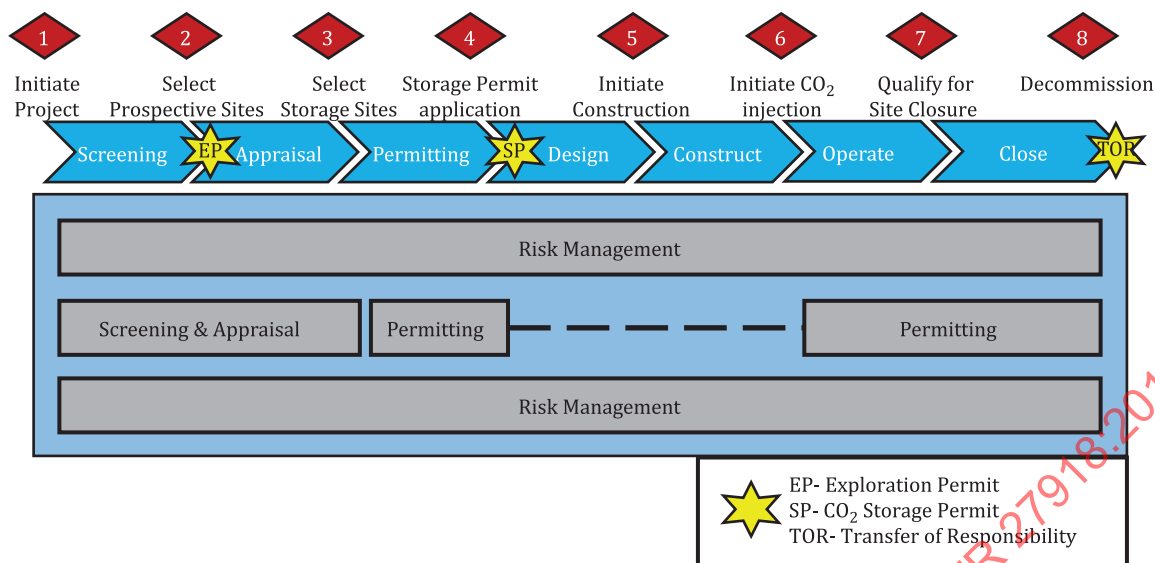 1 2 3 4 5 6 7 8
Initiate Select Select Storage Permit Initiate Initiate CO₂ Qualify for Decommission
Project Prospective Sites Storage Sites application Construction injection Site Closure
Screening EP Appraisal Permitting SP Design Construct Operate Close TOR
Risk Management
Screening & Appraisal Permitting Permitting
Risk Management
EP- Exploration Permit
SP- CO₂ Storage Permit
TOR- Transfer of Responsibility
27918:201